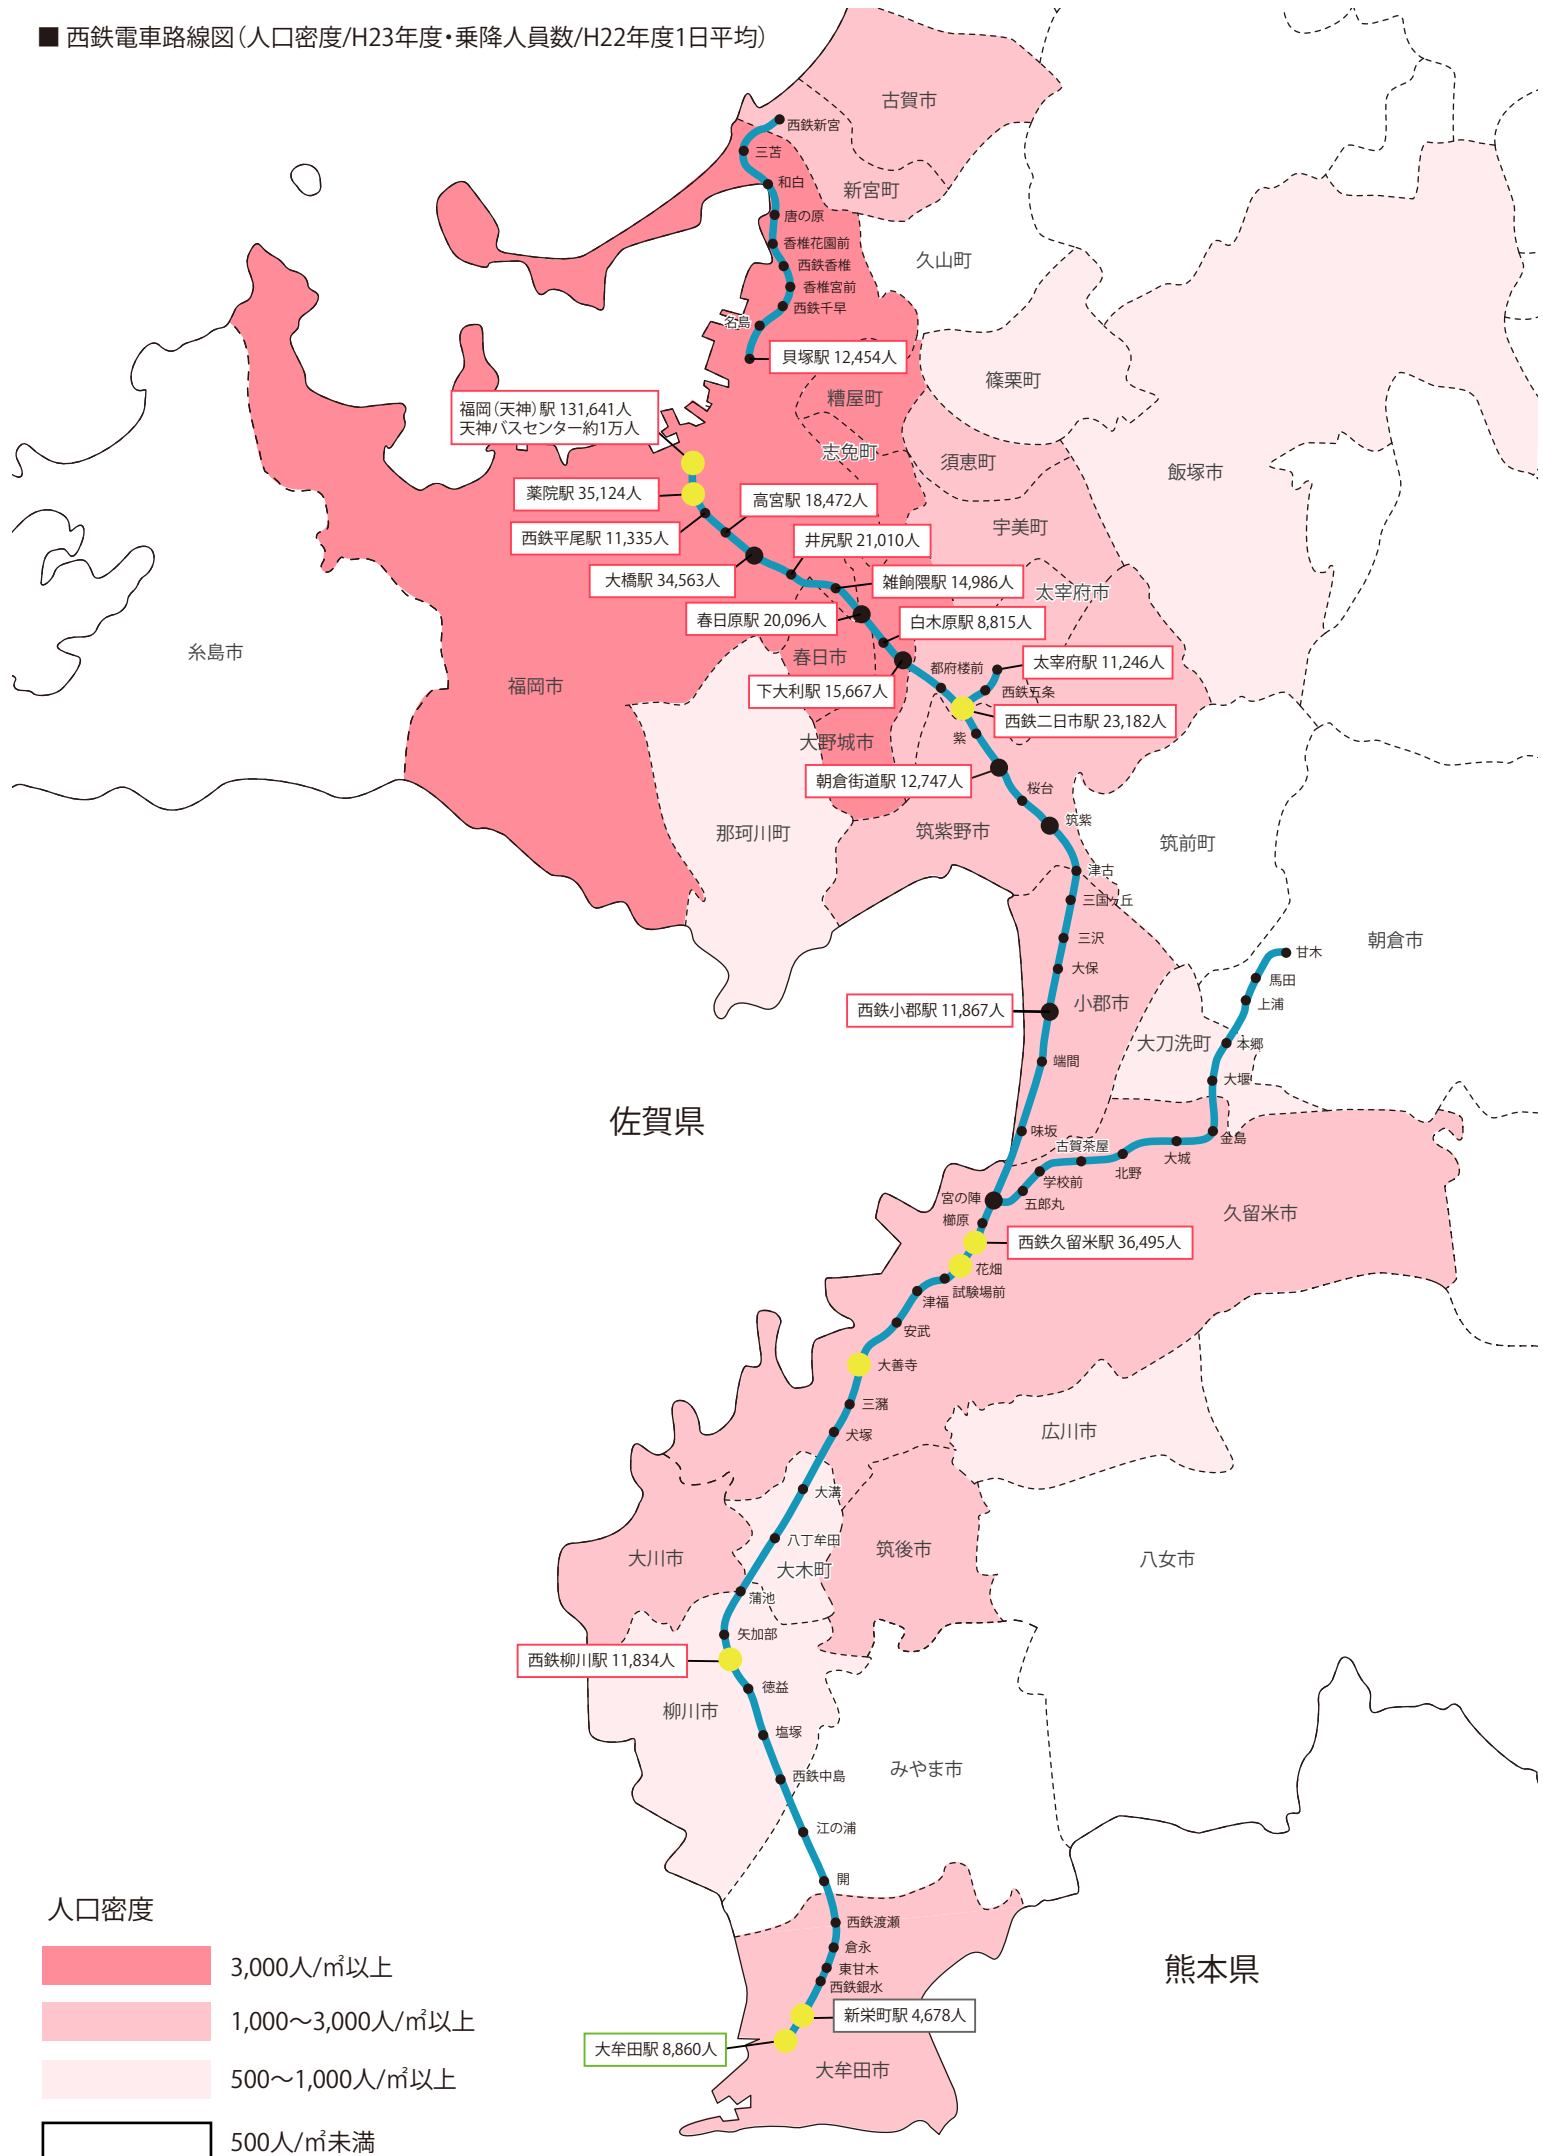 ■ 西鉄電車路線図（人口密度/H23年度・乗降人員数/H22年度1日平均）
古賀市
西鉄新宮
三苫
和白
新宮町
唐の原
香椎花園前
久山町
西鉄香椎
香椎宮前
西鉄千早
名島
貝塚駅 12,454人
篠栗町
糟屋町
福岡（天神）駅 131,641人
天神バスセンター約1万人
志免町
須恵町
飯塚市
薬院駅 35,124人
高宮駅 18,472人
宇美町
西鉄平尾駅 11,335人
井尻駅 21,010人
大橋駅 34,563人
雑餉隈駅 14,986人
太宰府市
春日原駅 20,096人
白木原駅 8,815人
糸島市
春日市
都府楼前
太宰府駅 11,246人
福岡市
下大利駅 15,667人
西鉄五条
西鉄二日市駅 23,182人
紫
大野城市
朝倉街道駅 12,747人
桜台
那珂川町
筑紫野市
筑紫
筑前町
津古
三国ヶ丘
三沢
朝倉市
甘木
大保
馬田
西鉄小郡駅 11,867人
小郡市
上浦
大刀洗町
本郷
端間
大堰
佐賀県
味坂
古賀茶屋
金島
大城
北野
学校前
宮の陣
五郎丸
久留米市
櫛原
西鉄久留米駅 36,495人
花畑
試験場前
津福
安武
大善寺
三潴
犬塚
広川市
大溝
八丁牟田
筑後市
大川市
大木町
八女市
蒲池
矢加部
西鉄柳川駅 11,834人
徳益
柳川市
塩塚
みやま市
西鉄中島
江の浦
開
人口密度
西鉄渡瀬
倉永
3,000人/㎡以上
東甘木
熊本県
西鉄銀水
新栄町駅 4,678人
1,000〜3,000人/㎡以上
大牟田駅 8,860人
大牟田市
500〜1,000人/㎡以上
500人/㎡未満